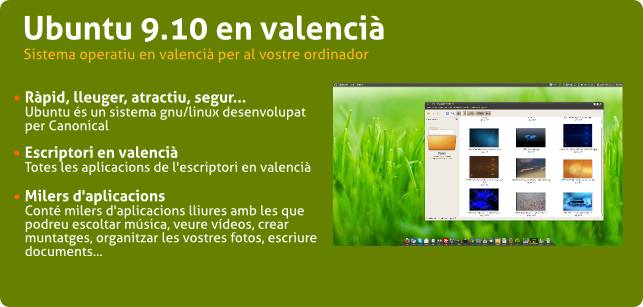 Ubuntu 9.10 en valencià
Sistema operatiu en valencià per al vostre ordinador
• Ràpid, lleuger, atractiu, segur...
Ubuntu és un sistema gnu/linux desenvolupat
per Canonical
• Escriptori en valencià
Totes les aplicacions de l'escriptori en valencià
• Milers d'aplicacions
Conté milers d'aplicacions lliures amb les que
podreu escoltar música, veure vídeos, crear
muntatges, organitzar les vostres fotos, escriure
documents...